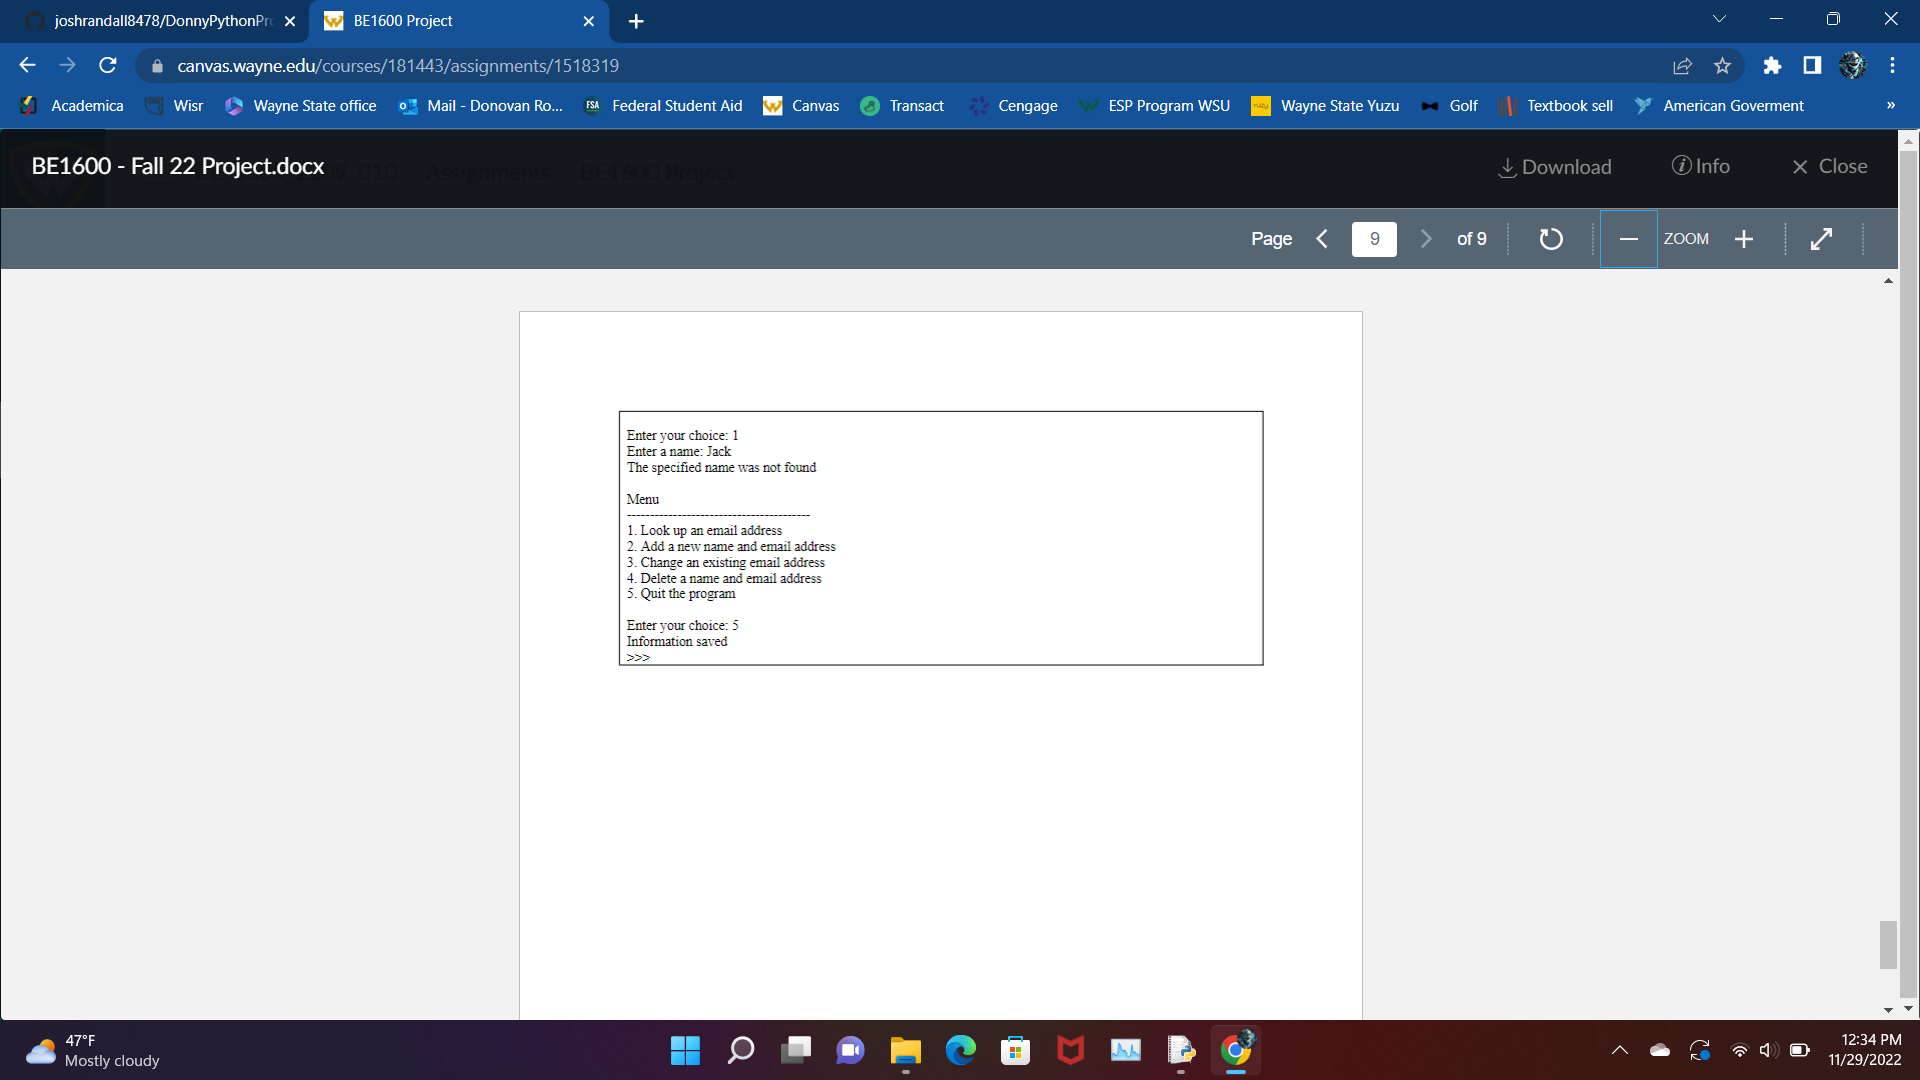 joshrandall8478/DonnyPythonPr
BE1600 Project
canvas.wayne.edu/courses/181443/assignments/1518319
Academica
Wisr
Wayne State office
Mail - Donovan Ro...
FSA
Federal Student Aid
Canvas
Transact
Cengage
ESP Program WSU
Wayne State Yuzu
Golf
Textbook sell
American Goverment
»
BE1600 - Fall 22 Project.docx
Assignments
BE1600 Project
Download
Info
Close
Page
9
of 9
ZOOM
Enter your choice: 1
Enter a name: Jack
The specified name was not found
Menu
----------------------------------------
1. Look up an email address
2. Add a new name and email address
3. Change an existing email address
4. Delete a name and email address
5. Quit the program
Enter your choice: 5
Information saved
>>>
47°F
Mostly cloudy
12:34 PM
11/29/2022